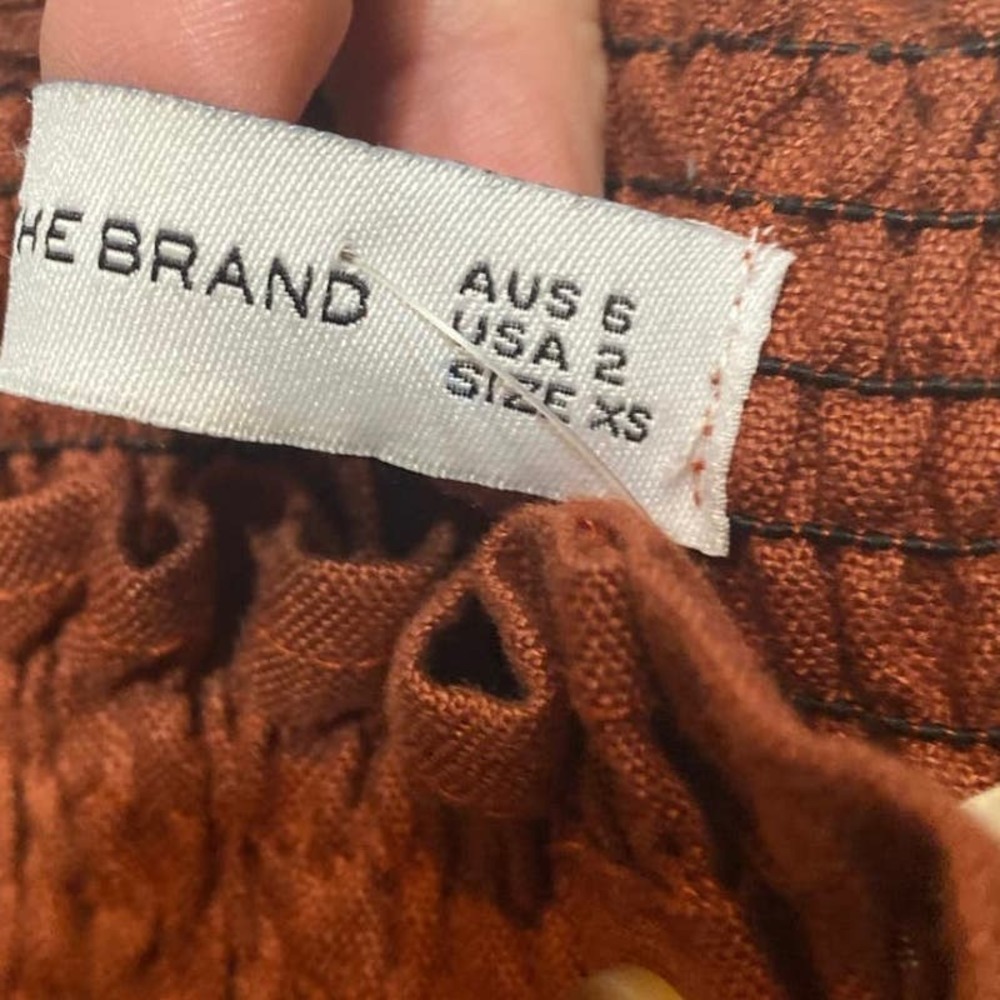 HE BRAND
AUS 6
USA 2
SIZE XS